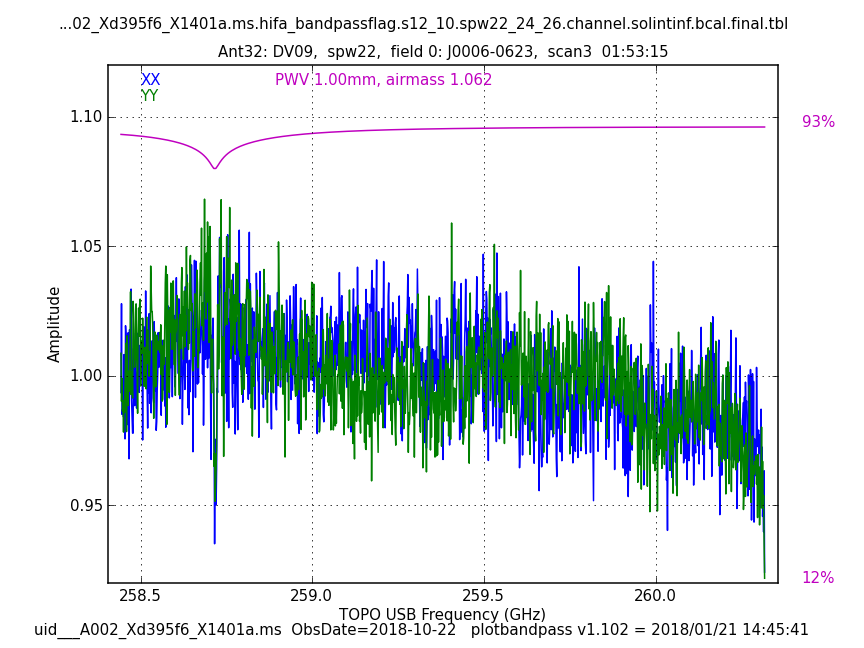 ...02_Xd395f6_X1401a.ms.hifa_bandpassflag.s12_10.spw22_24_26.channel.solintinf.bcal.final.tbl
Ant32: DV09, spw22, field 0: J0006-0623, scan3 01:53:15
XX
PWV 1.00mm, airmass 1.062
YY
1.10
93%
1.05
Amplitude
1.00
0.95
12%
258.5 259.0 259.5 260.0
TOPO USB Frequency (GHz)
uid___A002_Xd395f6_X1401a.ms ObsDate=2018-10-22 plotbandpass v1.102 = 2018/01/21 14:45:41